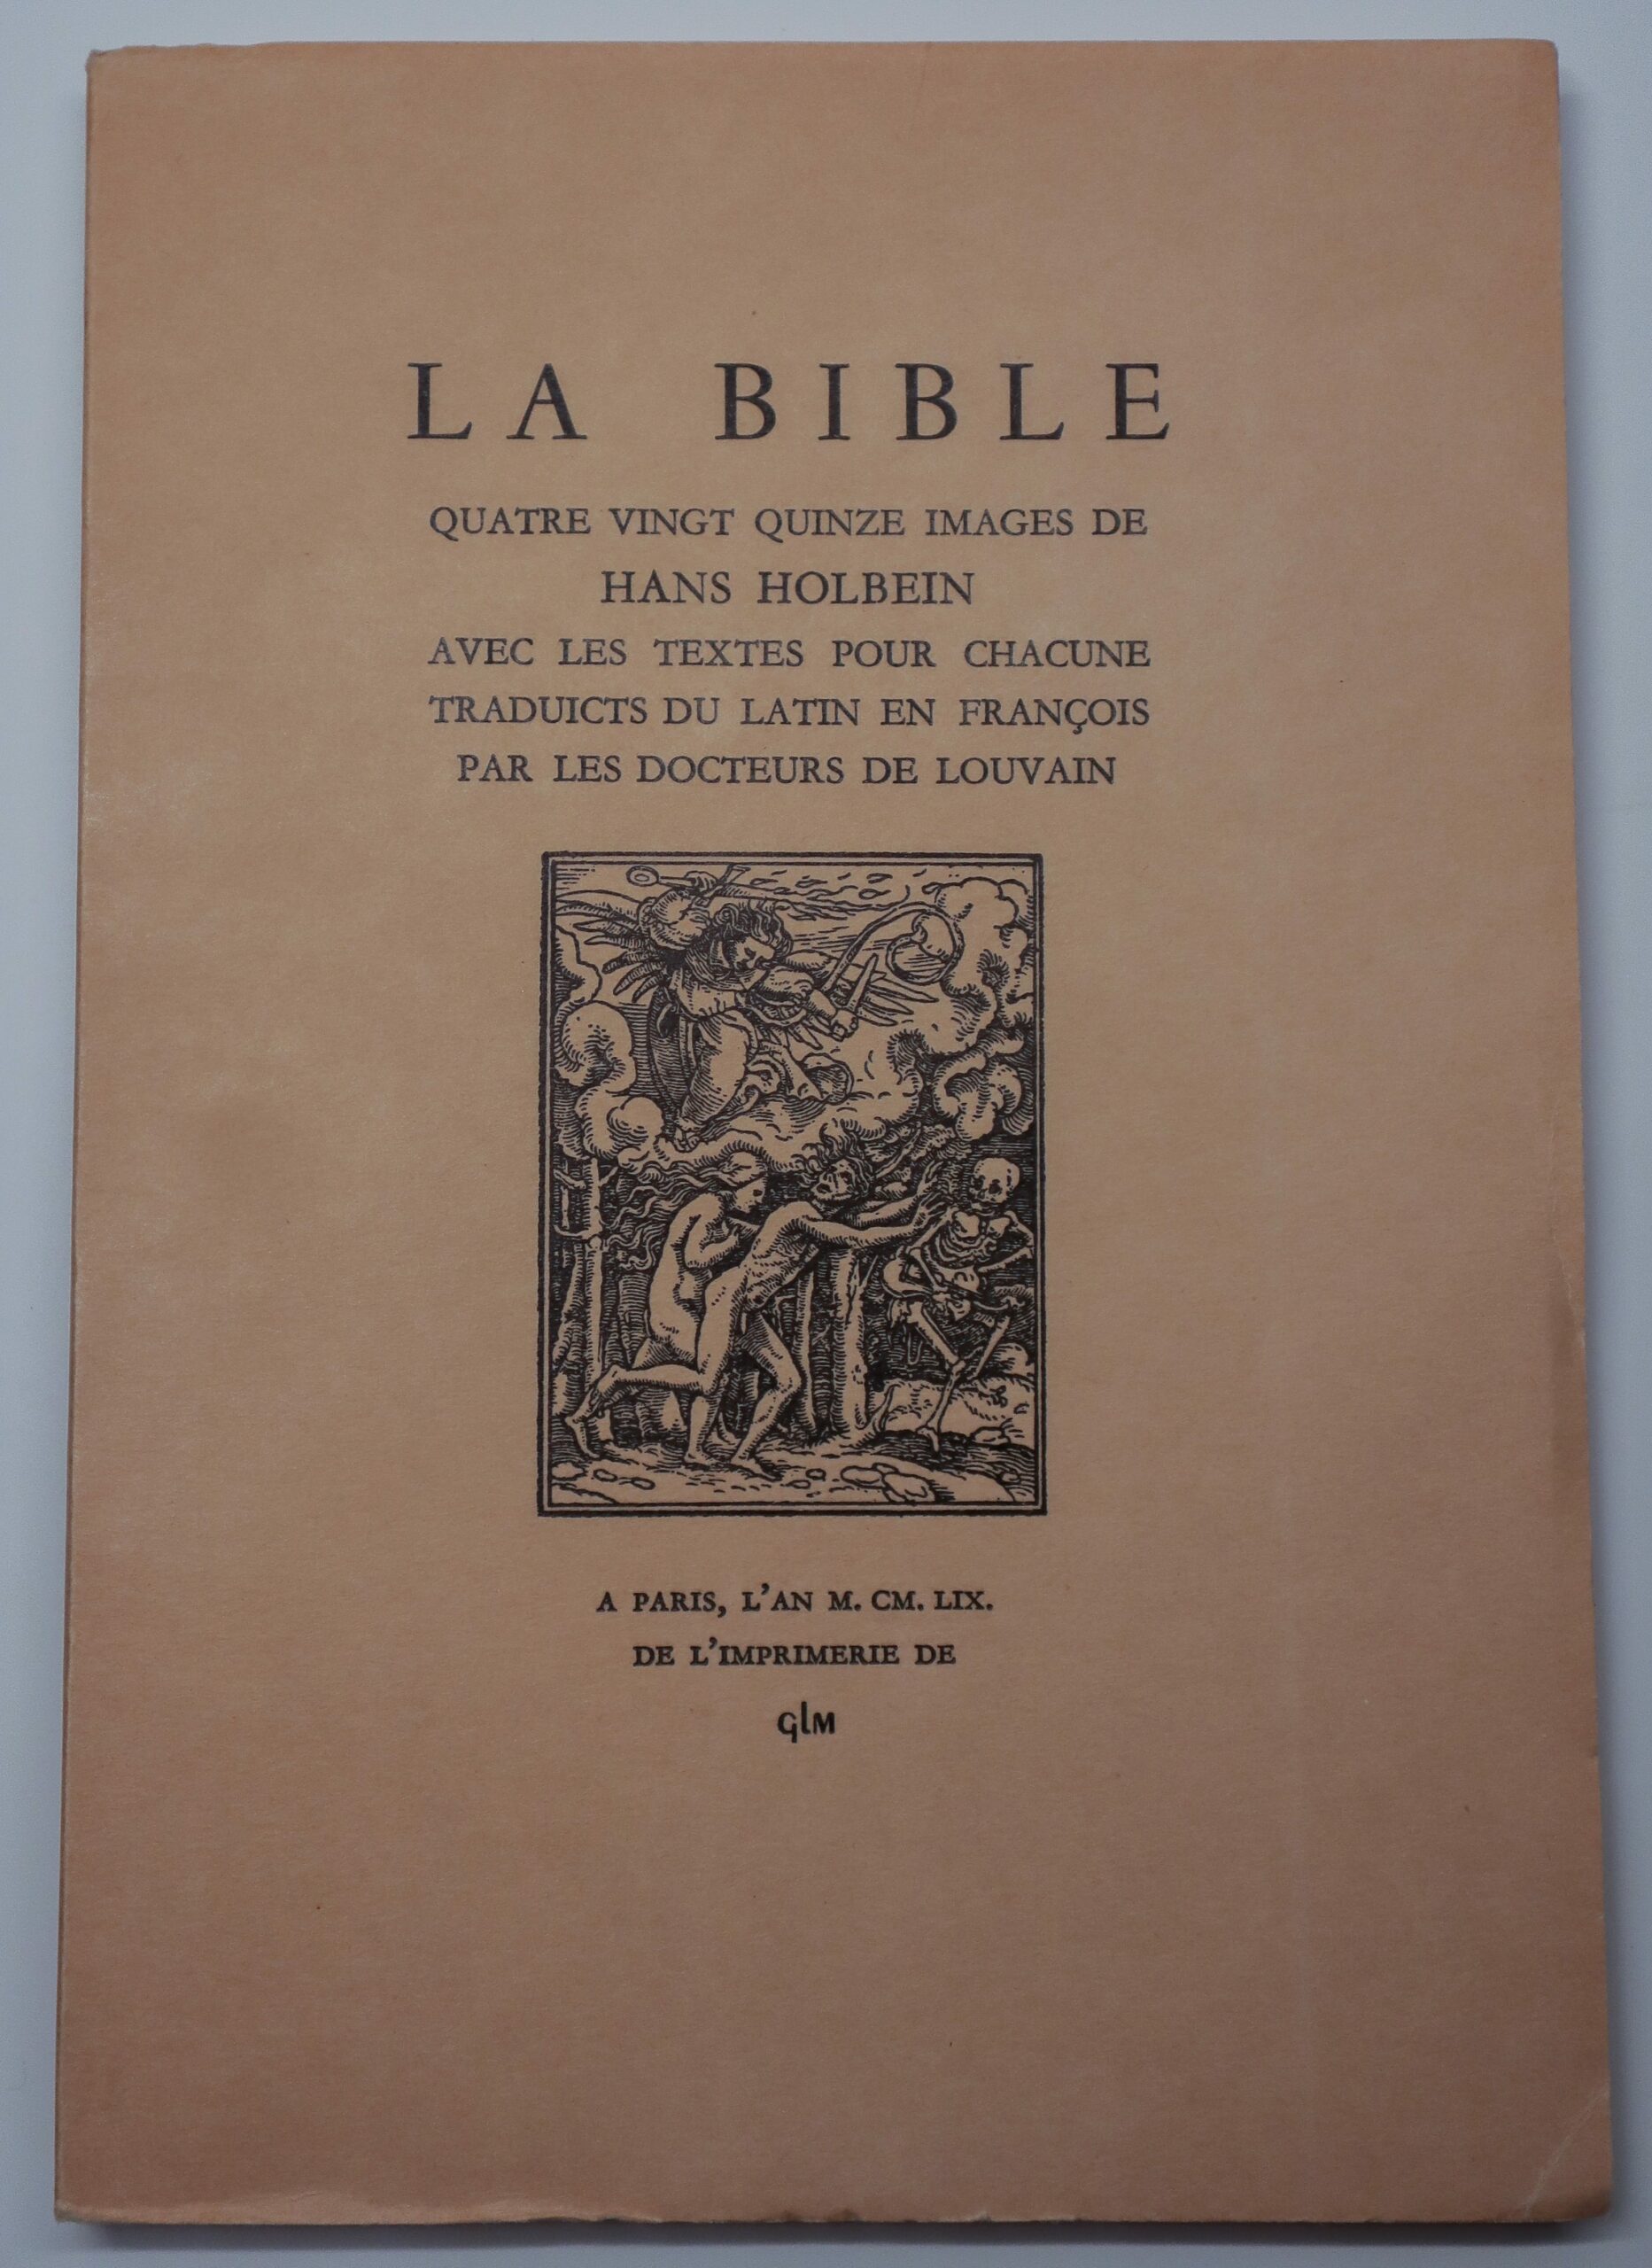 LA BIBLE
QUATRE VINGT QUINZE IMAGES DE
HANS HOLBEIN
AVEC LES TEXTES POUR CHACUNE
TRADUICTS DU LATIN EN FRANÇOIS
PAR LES DOCTEURS DE LOUVAIN
A PARIS, L'AN M. CM. LIX.
DE L'IMPRIMERIE DE
GLM